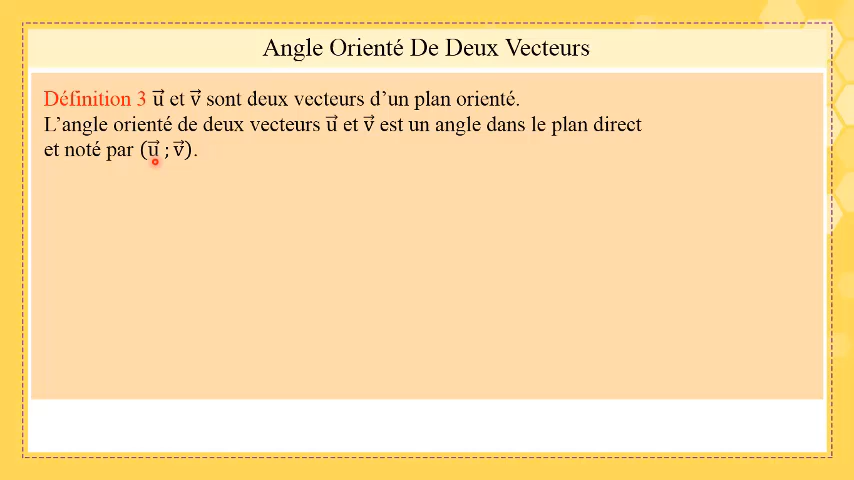 Angle Orienté De Deux Vecteurs
Définition 3 u⃗ et v⃗ sont deux vecteurs d’un plan orienté.
L’angle orienté de deux vecteurs u⃗ et v⃗ est un angle dans le plan direct
et noté par (u⃗ ; v⃗).